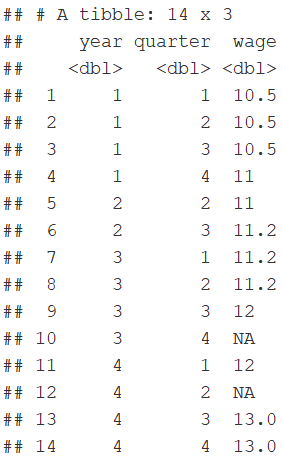 ## # A tibble: 14 x 3
##     year quarter  wage
##    <dbl>   <dbl> <dbl>
##  1     1       1  10.5
##  2     1       2  10.5
##  3     1       3  10.5
##  4     1       4  11
##  5     2       2  11
##  6     2       3  11.2
##  7     3       1  11.2
##  8     3       2  11.2
##  9     3       3  12
## 10     3       4  NA
## 11     4       1  12
## 12     4       2  NA
## 13     4       3  13.0
## 14     4       4  13.0